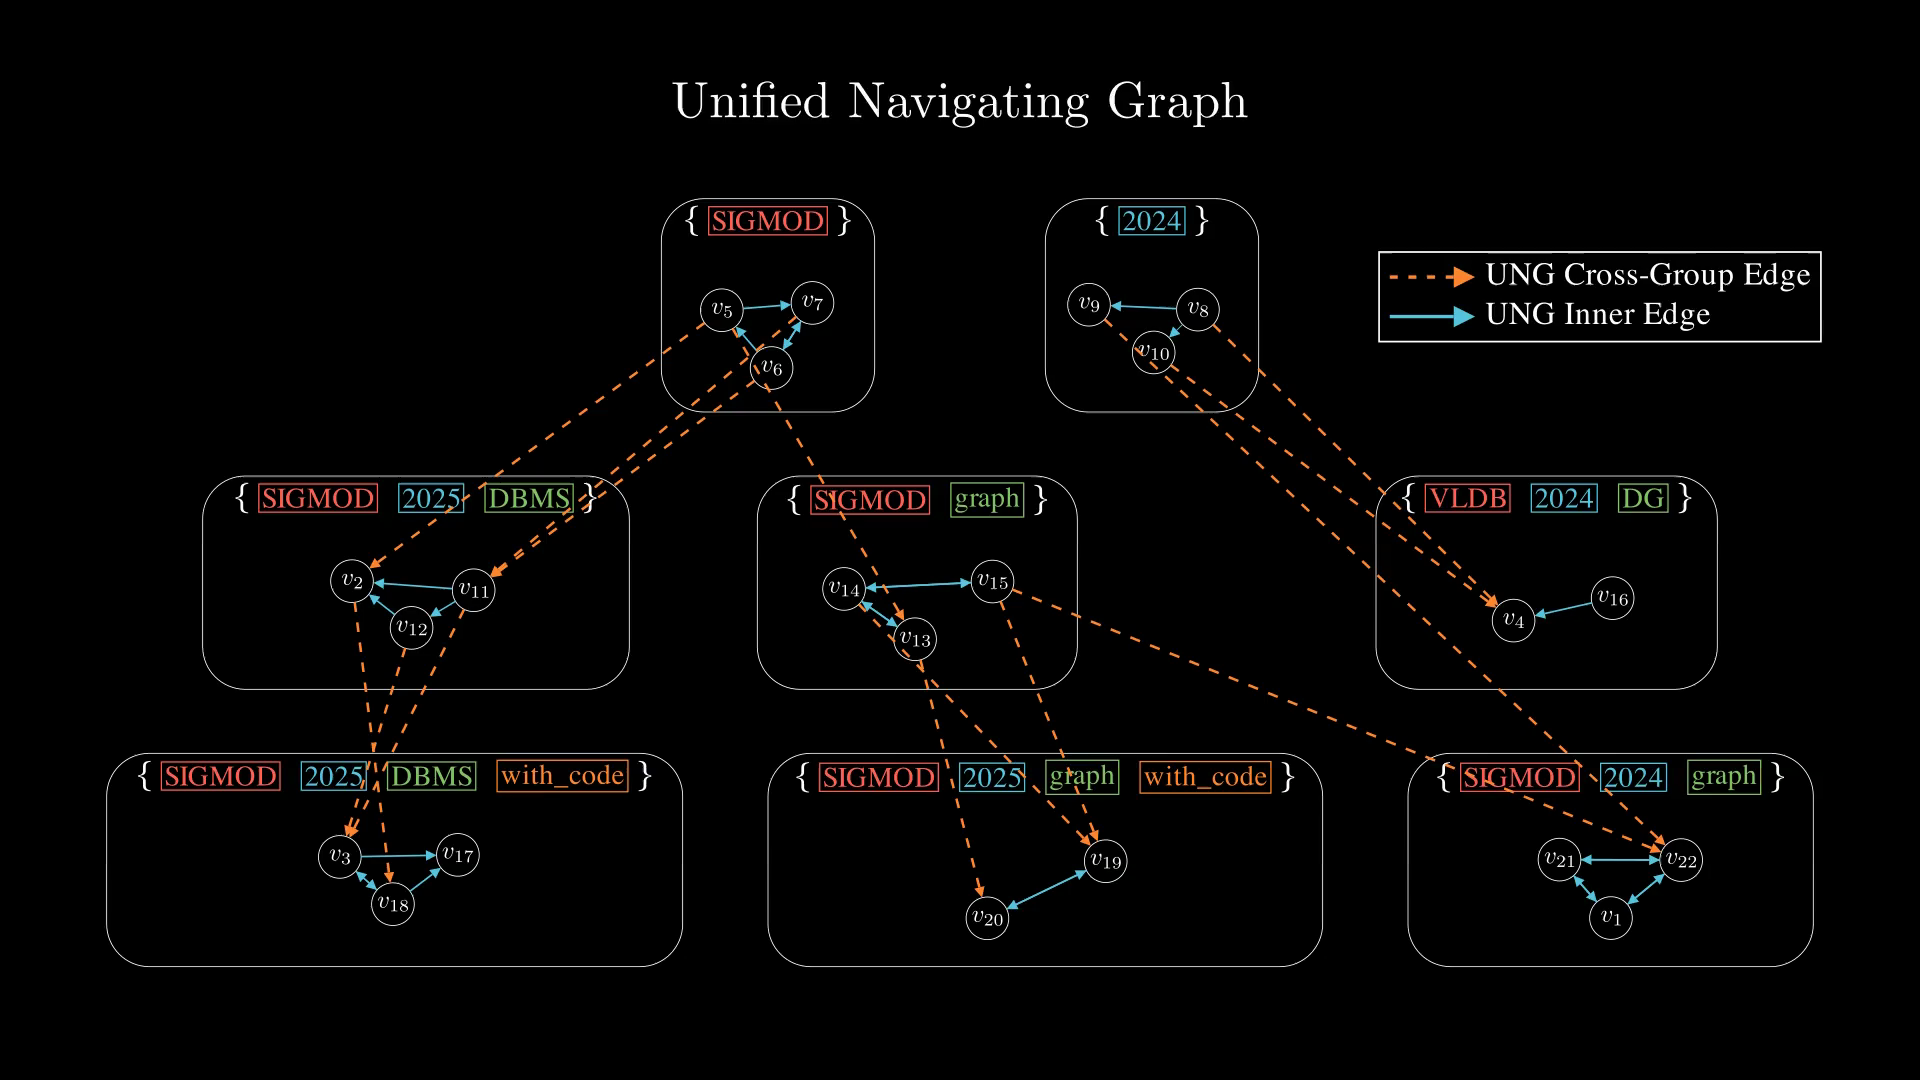 Unified Navigating Graph
{ SIGMOD }
{ 2024 }
UNG Cross-Group Edge
UNG Inner Edge
v5
v7
v6
v9
v8
v10
{ SIGMOD 2025 DBMS }
{ SIGMOD graph }
{ VLDB 2024 DG }
v2
v11
v12
v14
v15
v13
v4
v16
{ SIGMOD 2025 DBMS with_code }
{ SIGMOD 2025 graph with_code }
{ SIGMOD 2024 graph }
v3
v17
v18
v19
v20
v21
v22
v1